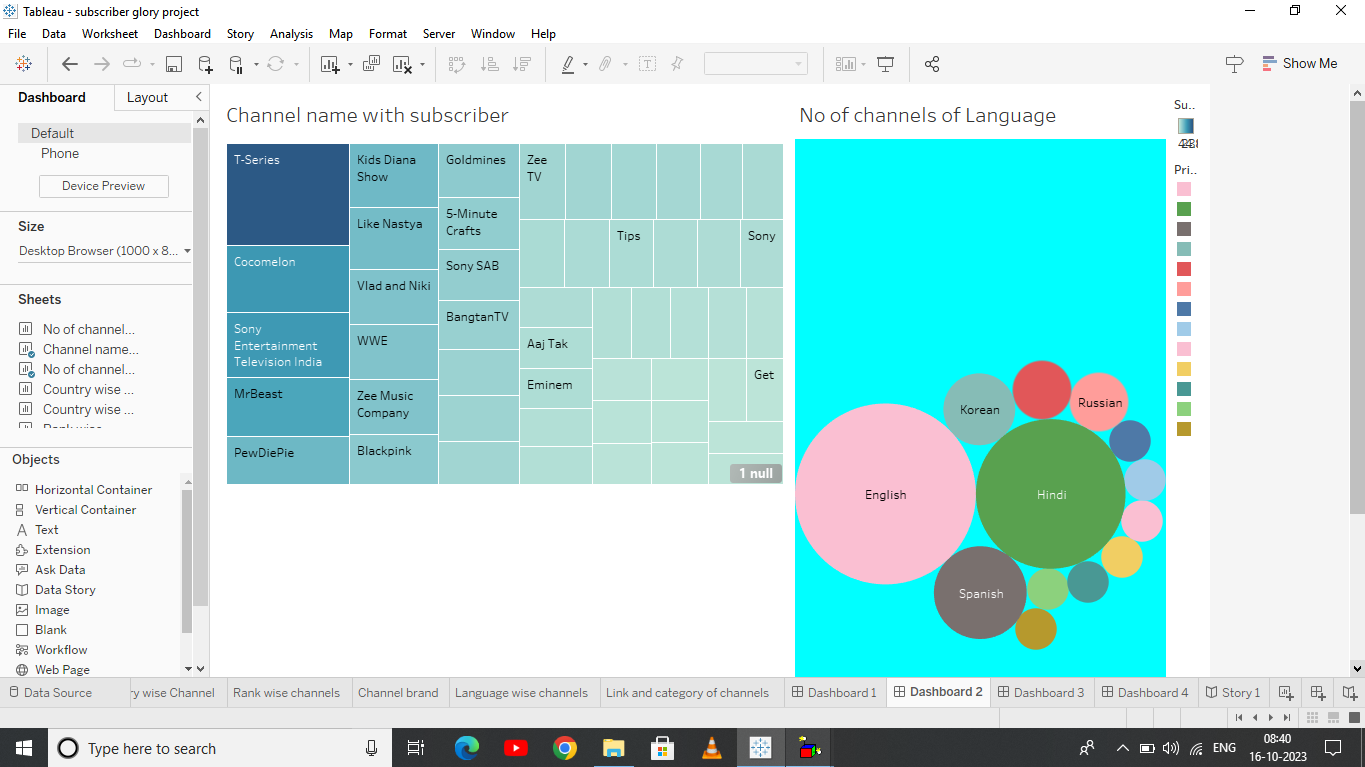 Tableau - subscriber glory project
File Data Worksheet Dashboard Story Analysis Map Format Server Window Help
Show Me
Dashboard Layout
Default
Phone
Device Preview
Size
Desktop Browser (1000 x 8...
Sheets
No of channel...
Channel name...
No of channel...
Country wise ...
Country wise ...
Objects
Horizontal Container
Vertical Container
Text
Extension
Ask Data
Data Story
Image
Blank
Workflow
Web Page
Channel name with subscriber
T-Series
Cocomelon
Sony
Entertainment
Television India
MrBeast
PewDiePie
Kids Diana
Show
Like Nastya
Vlad and Niki
WWE
Zee Music
Company
Blackpink
Goldmines
5-Minute
Crafts
Sony SAB
BangtanTV
Zee
TV
Tips
Sony
Aaj Tak
Eminem
Get
1 null
No of channels of Language
English
Hindi
Korean
Russian
Spanish
Su..
Pri..
Data Source
ry wise Channel
Rank wise channels
Channel brand
Language wise channels
Link and category of channels
Dashboard 1
Dashboard 2
Dashboard 3
Dashboard 4
Story 1
Type here to search
ENG
08:40
16-10-2023